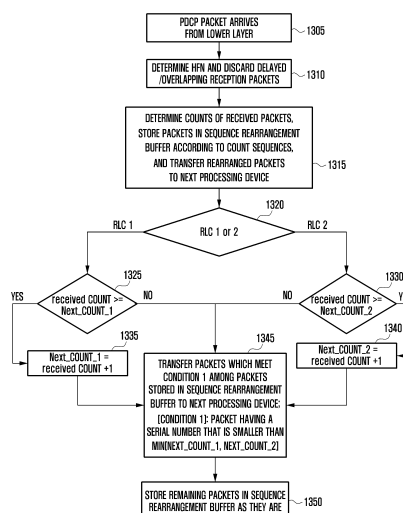 PDCP PACKET ARRIVES
FROM LOWER LAYER
1305
DETERMINE HFN AND DISCARD DELAYED
/OVERLAPPING RECEPTION PACKETS
1310
DETERMINE COUNTS OF RECEIVED PACKETS,
STORE PACKETS IN SEQUENCE REARRANGEMENT
BUFFER ACCORDING TO COUNT SEQUENCES,
AND TRANSFER REARRANGED PACKETS
TO NEXT PROCESSING DEVICE
1315
1320
RLC 1 or 2
RLC 1
RLC 2
1325
received COUNT >=
Next_COUNT_1
YES
NO
1330
received COUNT >=
Next_COUNT_2
NO
Y
1335
Next_COUNT_1 =
received COUNT +1
1340
Next_COUNT_2 =
received COUNT +1
1345
TRANSFER PACKETS WHICH MEET
CONDITION 1 AMONG PACKETS
STORED IN SEQUENCE REARRANGEMENT
BUFFER TO NEXT PROCESSING DEVICE;
[CONDITION 1]: PACKET HAVING A
SERIAL NUMBER THAT IS SMALLER THAN
MIN[NEXT_COUNT_1, NEXT_COUNT_2]
STORE REMAINING PACKETS IN SEQUENCE
REARRANGEMENT BUFFER AS THEY ARE
1350